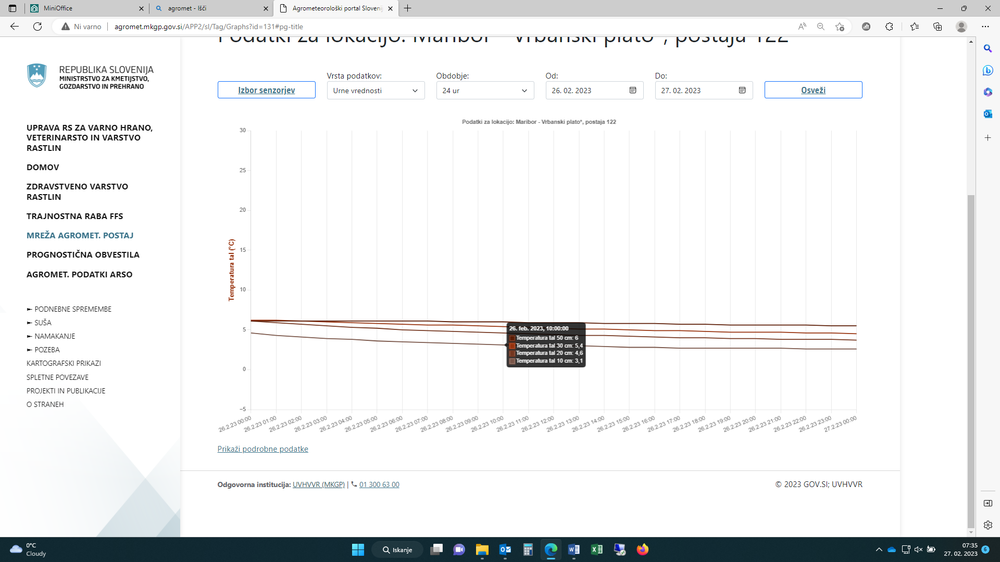 MiniOffice
agromet - Išči
Agrometeorološki portal Slovenij
Ni varno
agromet.mkgp.gov.si/APP2/sl/Tag/Graphs?id=131#pg-title
Podatki za lokacijo: Maribor - Vrbanski plato*, postaja 122
REPUBLIKA SLOVENIJA
MINISTRSTVO ZA KMETIJSTVO,
GOZDARSTVO IN PREHRANO
UPRAVA RS ZA VARNO HRANO,
VETERINARSTO IN VARSTVO
RASTLIN
DOMOV
ZDRAVSTVENO VARSTVO
RASTLIN
TRAJNOSTNA RABA FFS
MREŽA AGROMET. POSTAJ
PROGNOSTIČNA OBVESTILA
AGROMET. PODATKI ARSO
► PODNEBNE SPREMEMBE
► SUŠA
► NAMAKANJE
► POZEBA
KARTOGRAFSKI PRIKAZI
SPLETNE POVEZAVE
PROJEKTI IN PUBLIKACIJE
O STRANEH
Izbor senzorjev
Vrsta podatkov:
Urne vrednosti
Obdobje:
24 ur
Od:
26. 02. 2023
Do:
27. 02. 2023
Osveži
Podatki za lokacijo: Maribor - Vrbanski plato*, postaja 122
Temperatura tal (°C)
30
25
20
15
10
5
0
−5
26. feb. 2023, 10:00:00
Temperatura tal 50 cm: 6
Temperatura tal 30 cm: 5,4
Temperatura tal 20 cm: 4,6
Temperatura tal 10 cm: 3,1
26.2.23 00:00
26.2.23 01:00
26.2.23 02:00
26.2.23 03:00
26.2.23 04:00
26.2.23 05:00
26.2.23 06:00
26.2.23 07:00
26.2.23 08:00
26.2.23 09:00
26.2.23 10:00
26.2.23 11:00
26.2.23 12:00
26.2.23 13:00
26.2.23 14:00
26.2.23 15:00
26.2.23 16:00
26.2.23 17:00
26.2.23 18:00
26.2.23 19:00
26.2.23 20:00
26.2.23 21:00
26.2.23 22:00
26.2.23 23:00
27.2.23 00:00
Prikaži podrobne podatke
Odgovorna institucija: UVHVVR (MKGP) | 01 300 63 00
© 2023 GOV.SI; UVHVVR
0°C
Cloudy
Iskanje
07:35
27. 02. 2023
6